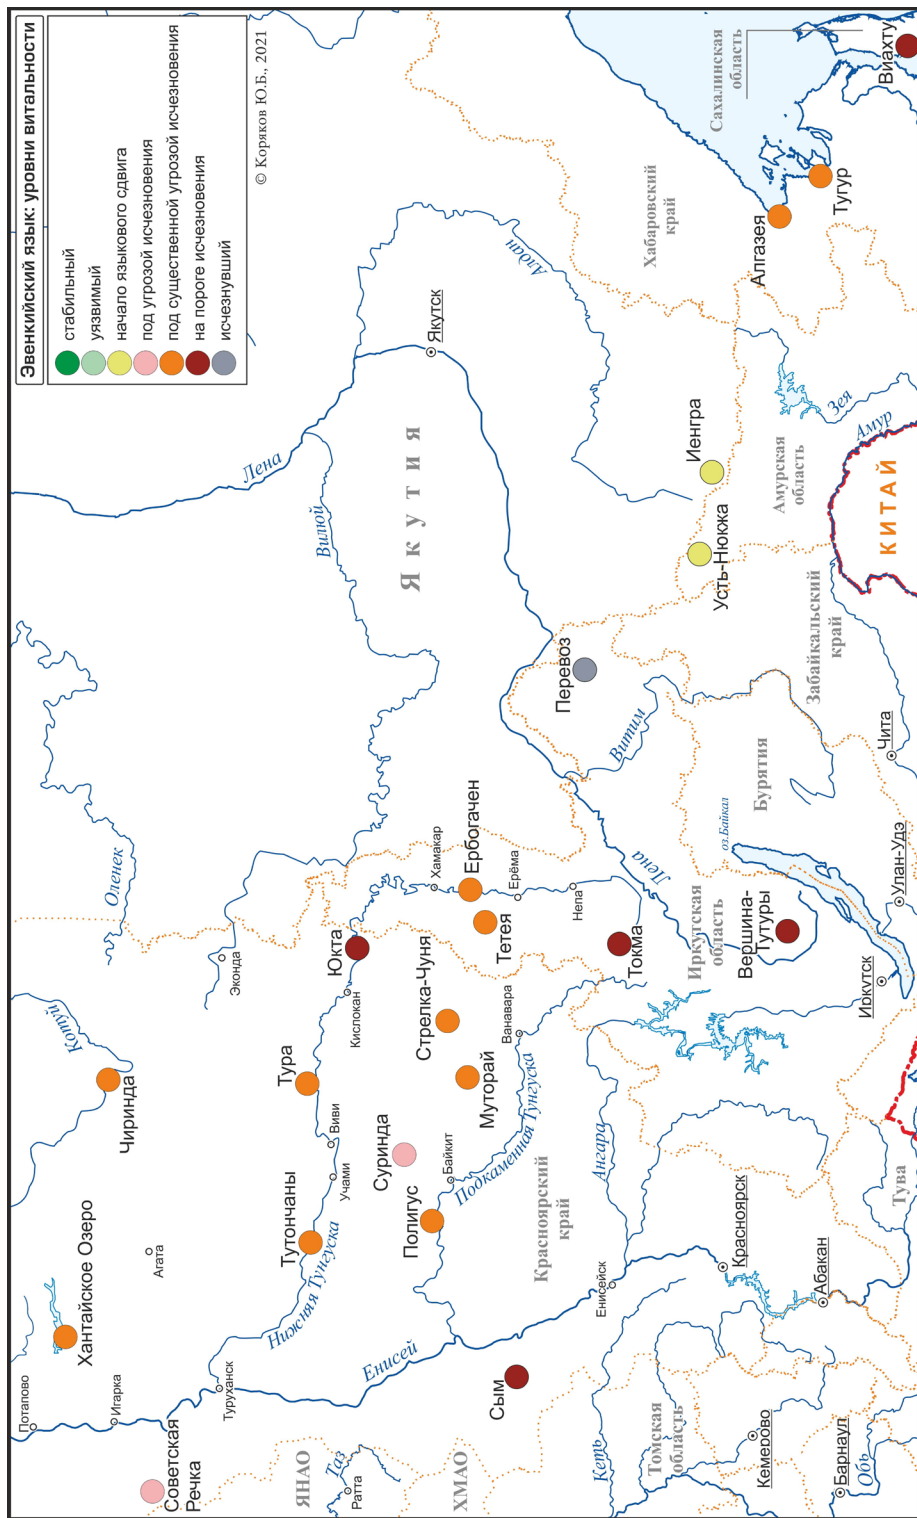 Эвенкийский язык: уровни витальности
стабильный
уязвимый
начало языкового сдвига
под угрозой исчезновения
под существенной угрозой исчезновения
на пороге исчезновения
исчезнувший
© Коряков Ю.Б., 2021
Потапово
Хантайское Озеро
Игарка
Советская
Речка
Агата
Чиринда
Котуй
Оленек
Эконда
Туруханск
Нижняя Тунгуска
Тутончаны
Учами
Виви
Тура
Кислокан
Юкта
Лена
Вилюй
Якутия
Якутск
Алдан
ЯНАО
Таз
Ратта
ХМАО
Енисей
Сым
Полигус
Байкит
Суринда
Подкаменная Тунгуска
Муторай
Стрелка-Чуня
Ванавара
Тетея
Хамакар
Ербогачен
Ерёма
Непа
Токма
Красноярский
край
Енисейск
Ангара
Кеть
Томская
область
Красноярск
Кемерово
Абакан
Барнаул
Обь
Тува
Иркутская
область
Вершина-
Тутуры
Лена
Иркутск
оз.Байкал
Улан-Удэ
Бурятия
Витим
Перевоз
Чита
Забайкальский
край
Усть-Нюкжа
Иенгра
Амурская
область
Зея
Амур
КИТАЙ
Хабаровский
край
Алгазея
Тугур
Сахалинская
область
Виахту